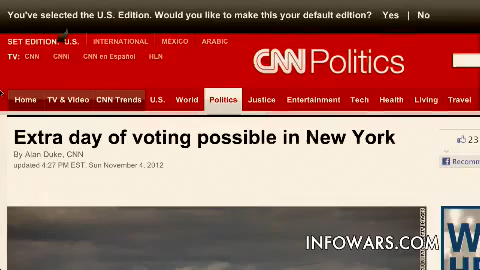 You've selected the U.S. Edition. Would you like to make this your default edition? Yes | No
SET EDITION: U.S. INTERNATIONAL MÉXICO ARABIC
TV: CNN CNNi CNN en Español HLN
CNN Politics
Home TV & Video CNN Trends U.S. World Politics Justice Entertainment Tech Health Living Travel
Extra day of voting possible in New York
By Alan Duke, CNN
updated 4:27 PM EST, Sun November 4, 2012
23
Recomm
INFOWARS.COM